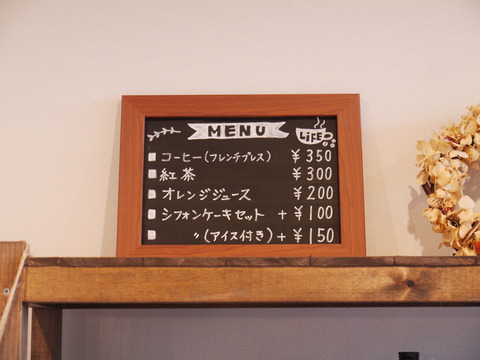 MENU LiFE
コーヒー(フレンチプレス) ¥350
紅茶 ¥300
オレンジジュース ¥200
シフォンケーキセット +¥100
〃(アイス付き)+¥150